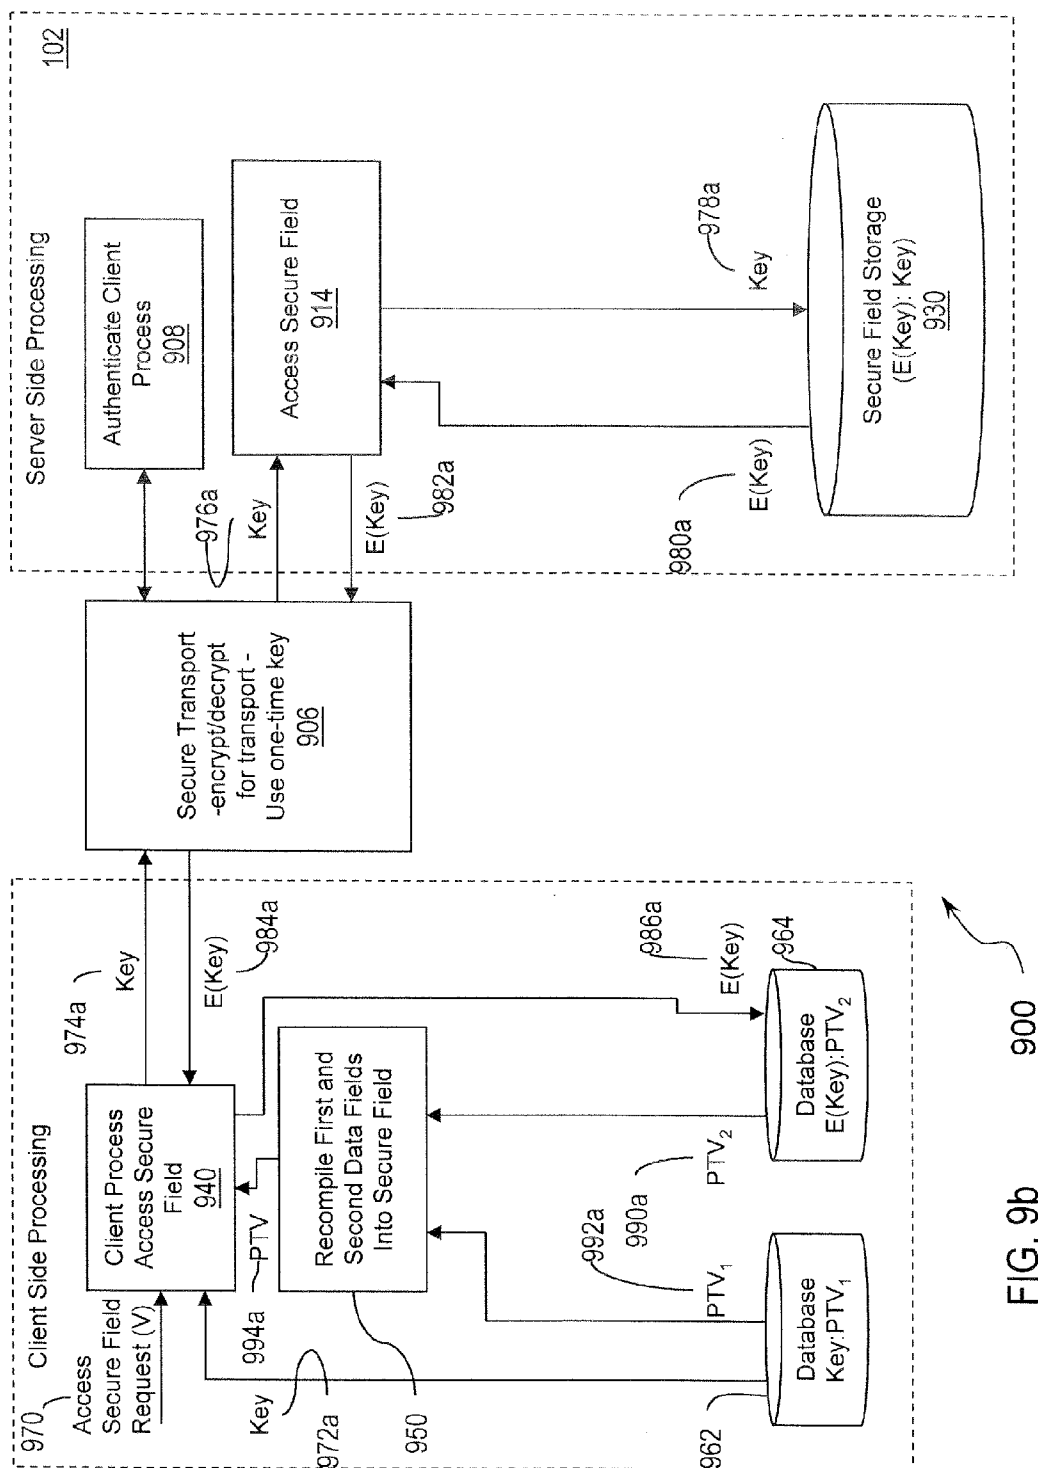 Client Side Processing
970
Access
Secure Field
Request (V)
Client Process
Access Secure
Field
940
974a
Key
E(Key)
984a
994a
PTV
Key
972a
950
Recompile First and
Second Data Fields
Into Secure Field
992a
PTV1
990a
PTV2
986a
E(Key)
962
Database
Key:PTV1
964
Database
E(Key):PTV2
Secure Transport
-encrypt/decrypt
for transport -
Use one-time key
906
Server Side Processing
102
Authenticate Client
Process
908
976a
Key
E(Key)
982a
Access Secure Field
914
978a
Key
980a
E(Key)
Secure Field Storage
(E(Key): Key)
930
900
FIG. 9b